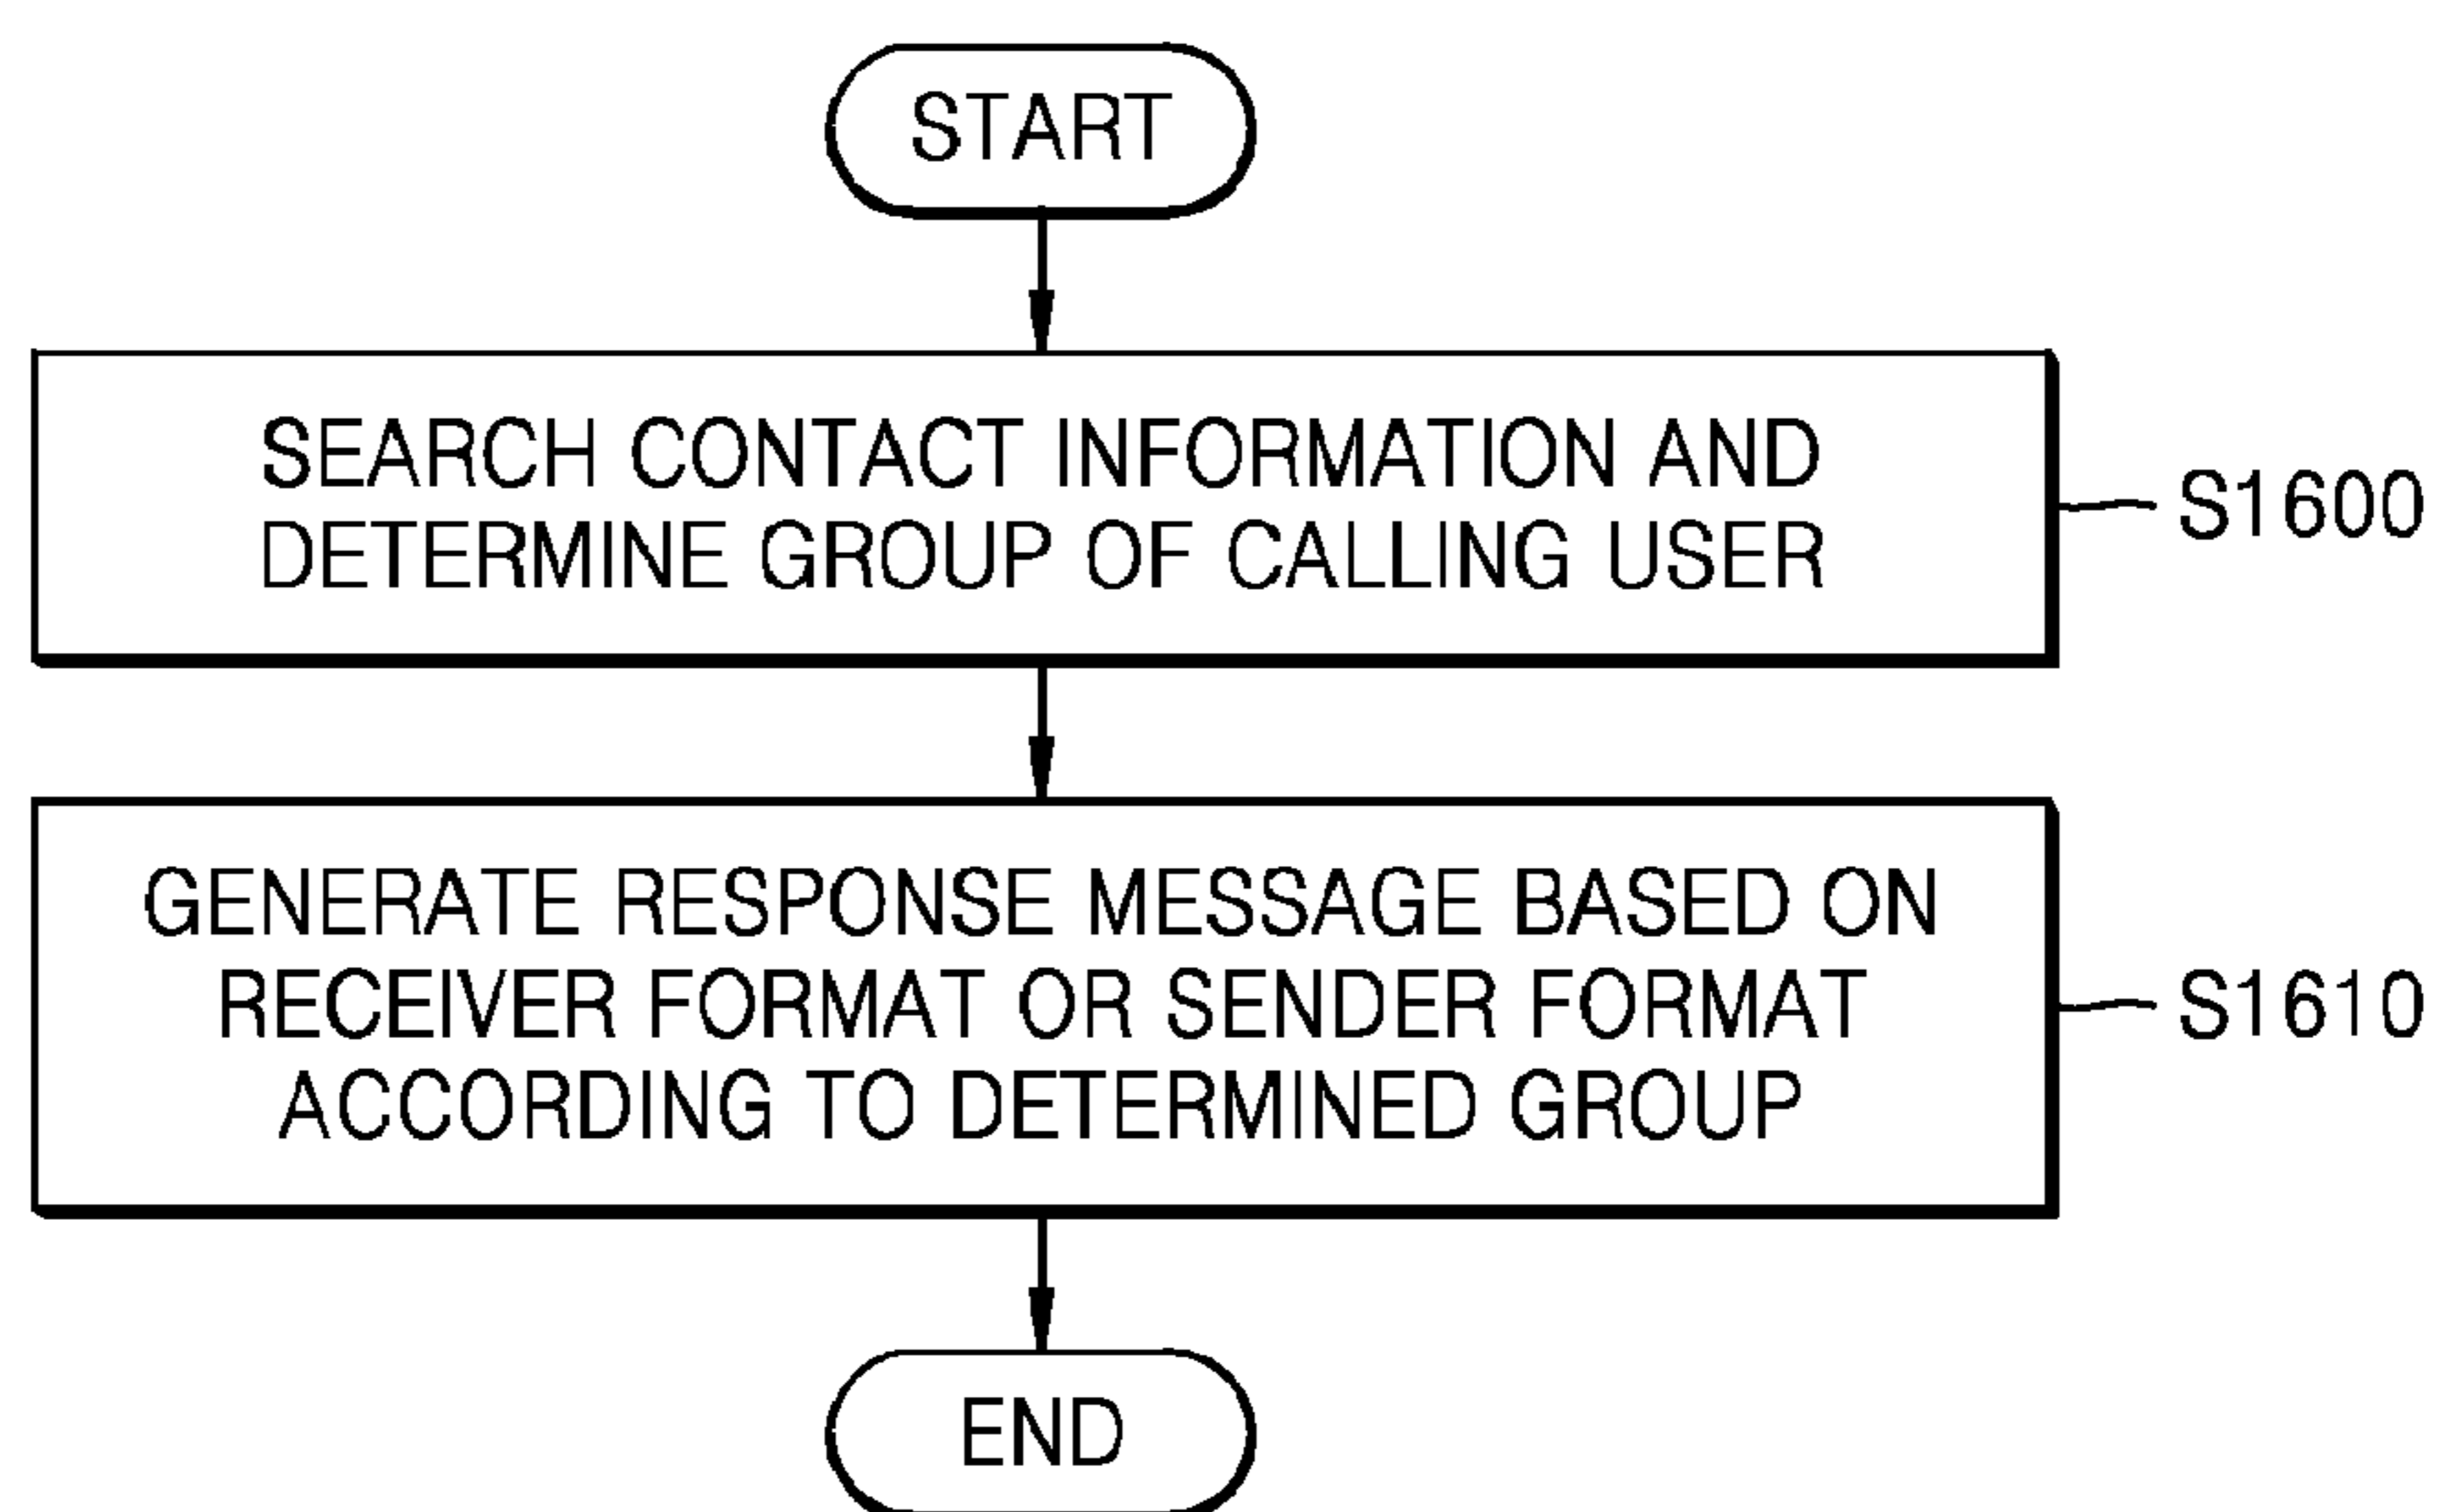 START
SEARCH CONTACT INFORMATION AND
DETERMINE GROUP OF CALLING USER
S1600
GENERATE RESPONSE MESSAGE BASED ON
RECEIVER FORMAT OR SENDER FORMAT
ACCORDING TO DETERMINED GROUP
S1610
END